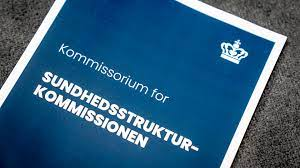 Kommissorium for
SUNDHEDSSTRUKTUR-
KOMMISSIONEN